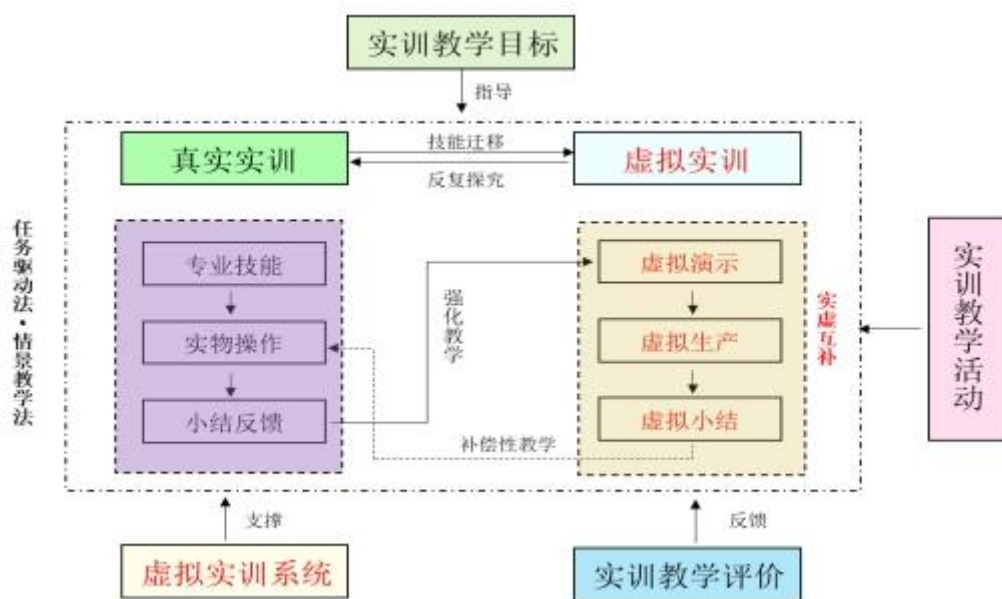 实训教学目标
指导
真实实训
技能迁移
反复探究
虚拟实训
任务驱动法·情景教学法
专业技能
实物操作
小结反馈
强化教学
补偿性教学
虚拟演示
虚拟生产
虚拟小结
实虚互补
实训教学活动
支撑
反馈
虚拟实训系统
实训教学评价